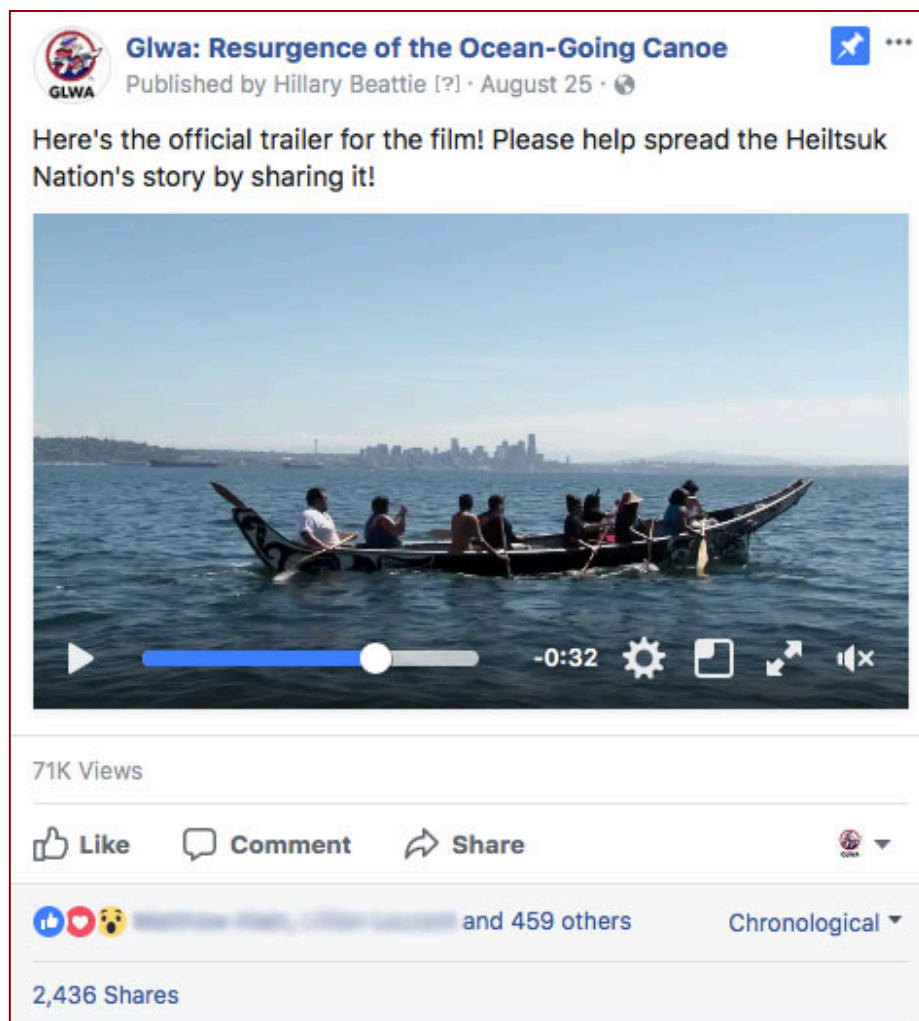 Glwa: Resurgence of the Ocean-Going Canoe
GLWA
Published by Hillary Beattie [?] · August 25 ·
Here's the official trailer for the film! Please help spread the Heiltsuk
Nation's story by sharing it!
-0:32
71K Views
Like Comment Share
and 459 others Chronological
2,436 Shares